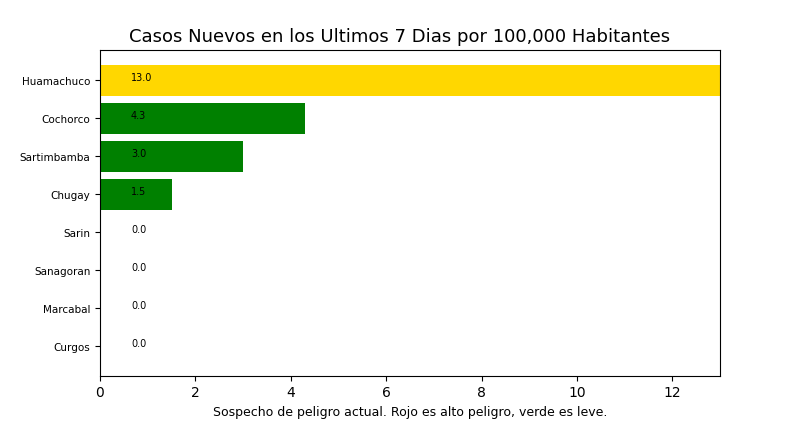 Casos Nuevos en los Ultimos 7 Dias por 100,000 Habitantes
Huamachuco 13.0
Cochorco 4.3
Sartimbamba 3.0
Chugay 1.5
Sarin 0.0
Sanagoran 0.0
Marcabal 0.0
Curgos 0.0
0 2 4 6 8 10 12
Sospecho de peligro actual. Rojo es alto peligro, verde es leve.